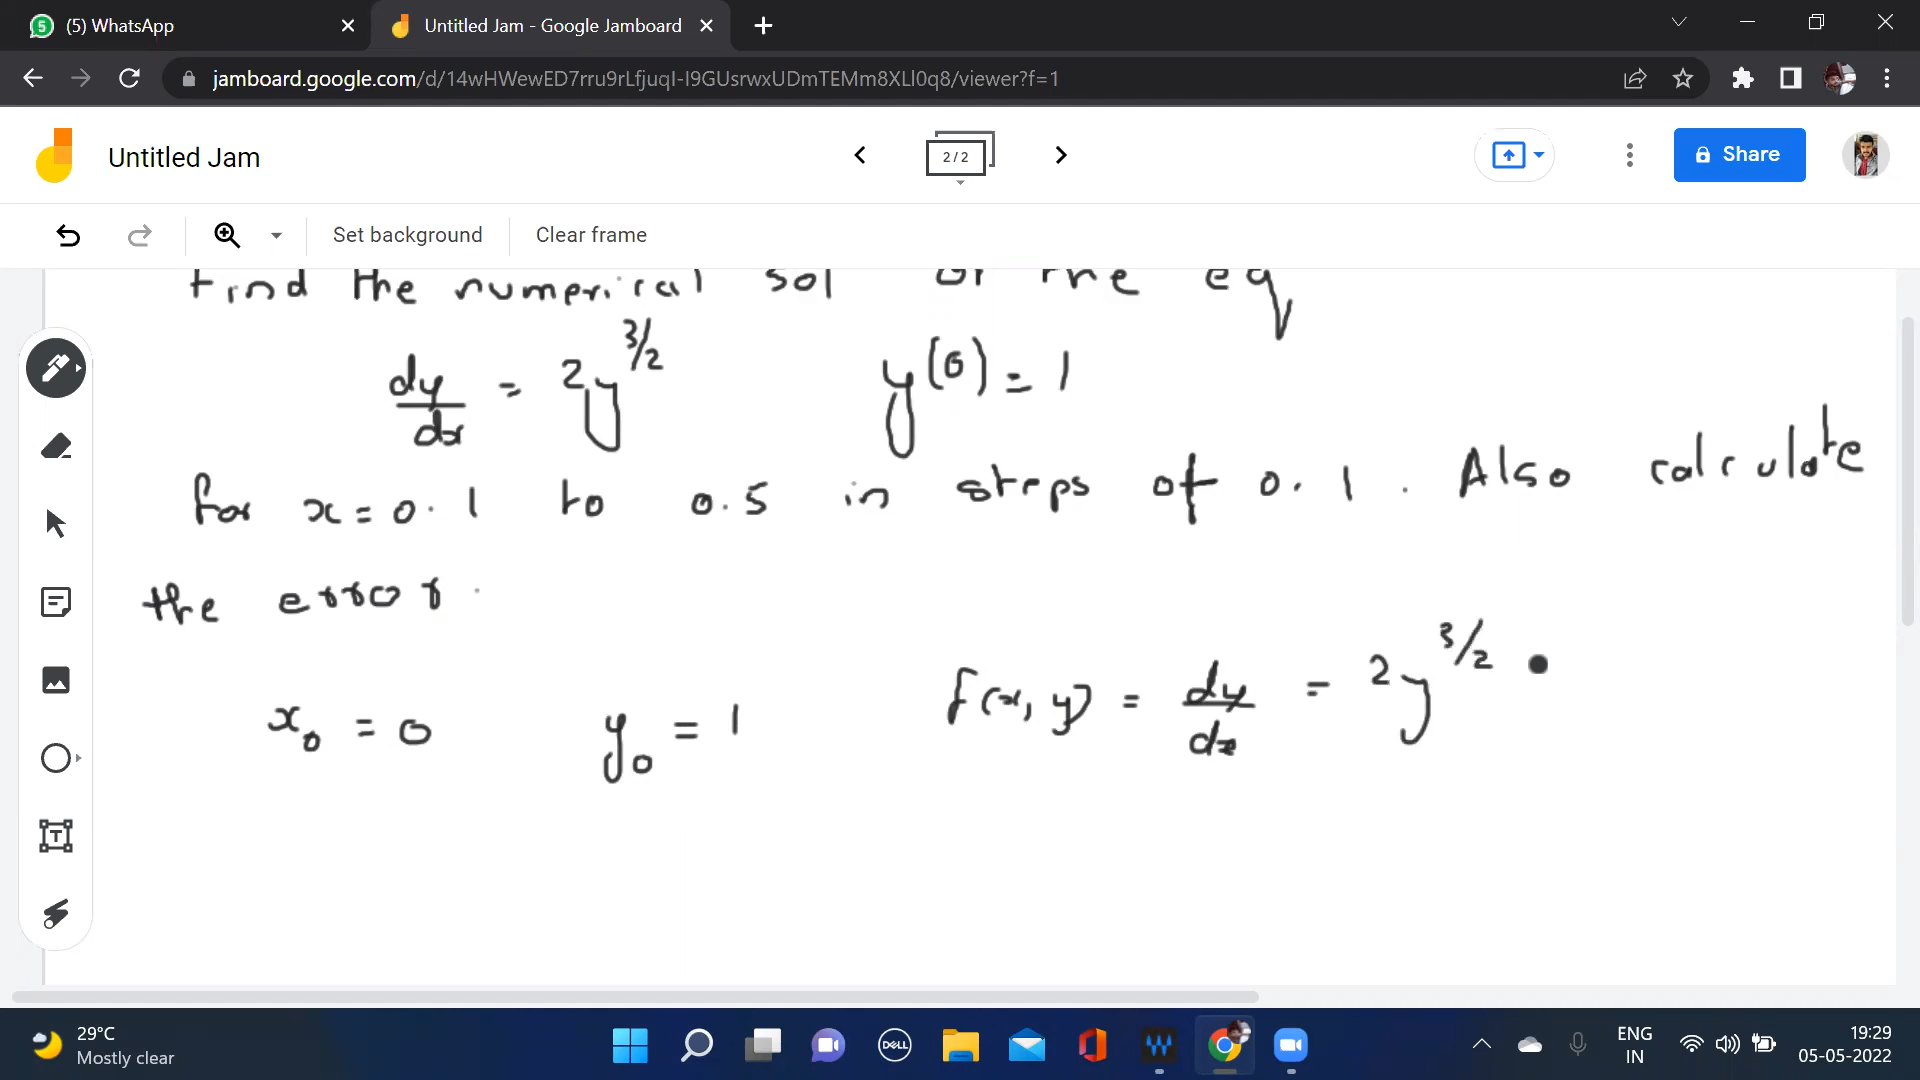 (5) WhatsApp
Untitled Jam - Google Jamboard
jamboard.google.com/d/14wHWewED7rru9rLfjuqI-I9GUsrwxUDmTEMm8XLl0q8/viewer?f=1
Untitled Jam
2 / 2
Share
Set background
Clear frame
Find the numerical sol of the eq
dy/dx = 2y^3/2 y(0) = 1
for x = 0.1 to 0.5 in steps of 0.1. Also calculate
the error.
x₀ = 0 y₀ = 1 f(x, y) = dy/dx = 2y^3/2
29°C
Mostly clear
DELL
ENG
IN
19:29
05-05-2022